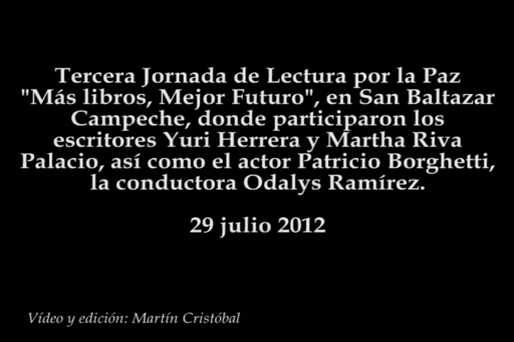 Tercera Jornada de Lectura por la Paz
"Más libros, Mejor Futuro", en San Baltazar
Campeche, donde participaron los
escritores Yuri Herrera y Martha Riva
Palacio, así como el actor Patricio Borghetti,
la conductora Odalys Ramírez.
29 julio 2012
Vídeo y edición: Martín Cristóbal